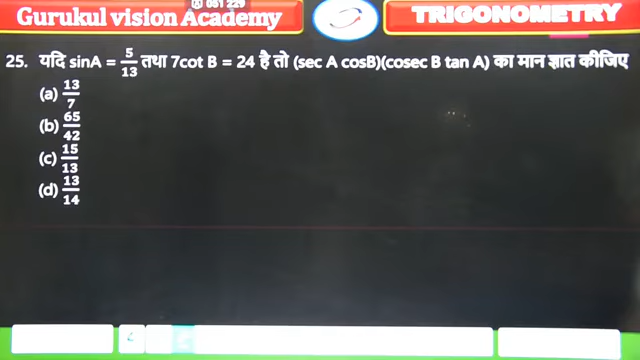 Gurukul vision Academy
TRIGONOMETRY
25. यदि sinA = 5/13 तथा 7cot B = 24 है तो (sec A cosB)(cosec B tan A) का मान ज्ञात कीजिए
(a) 13/7
(b) 65/42
(c) 15/13
(d) 13/14